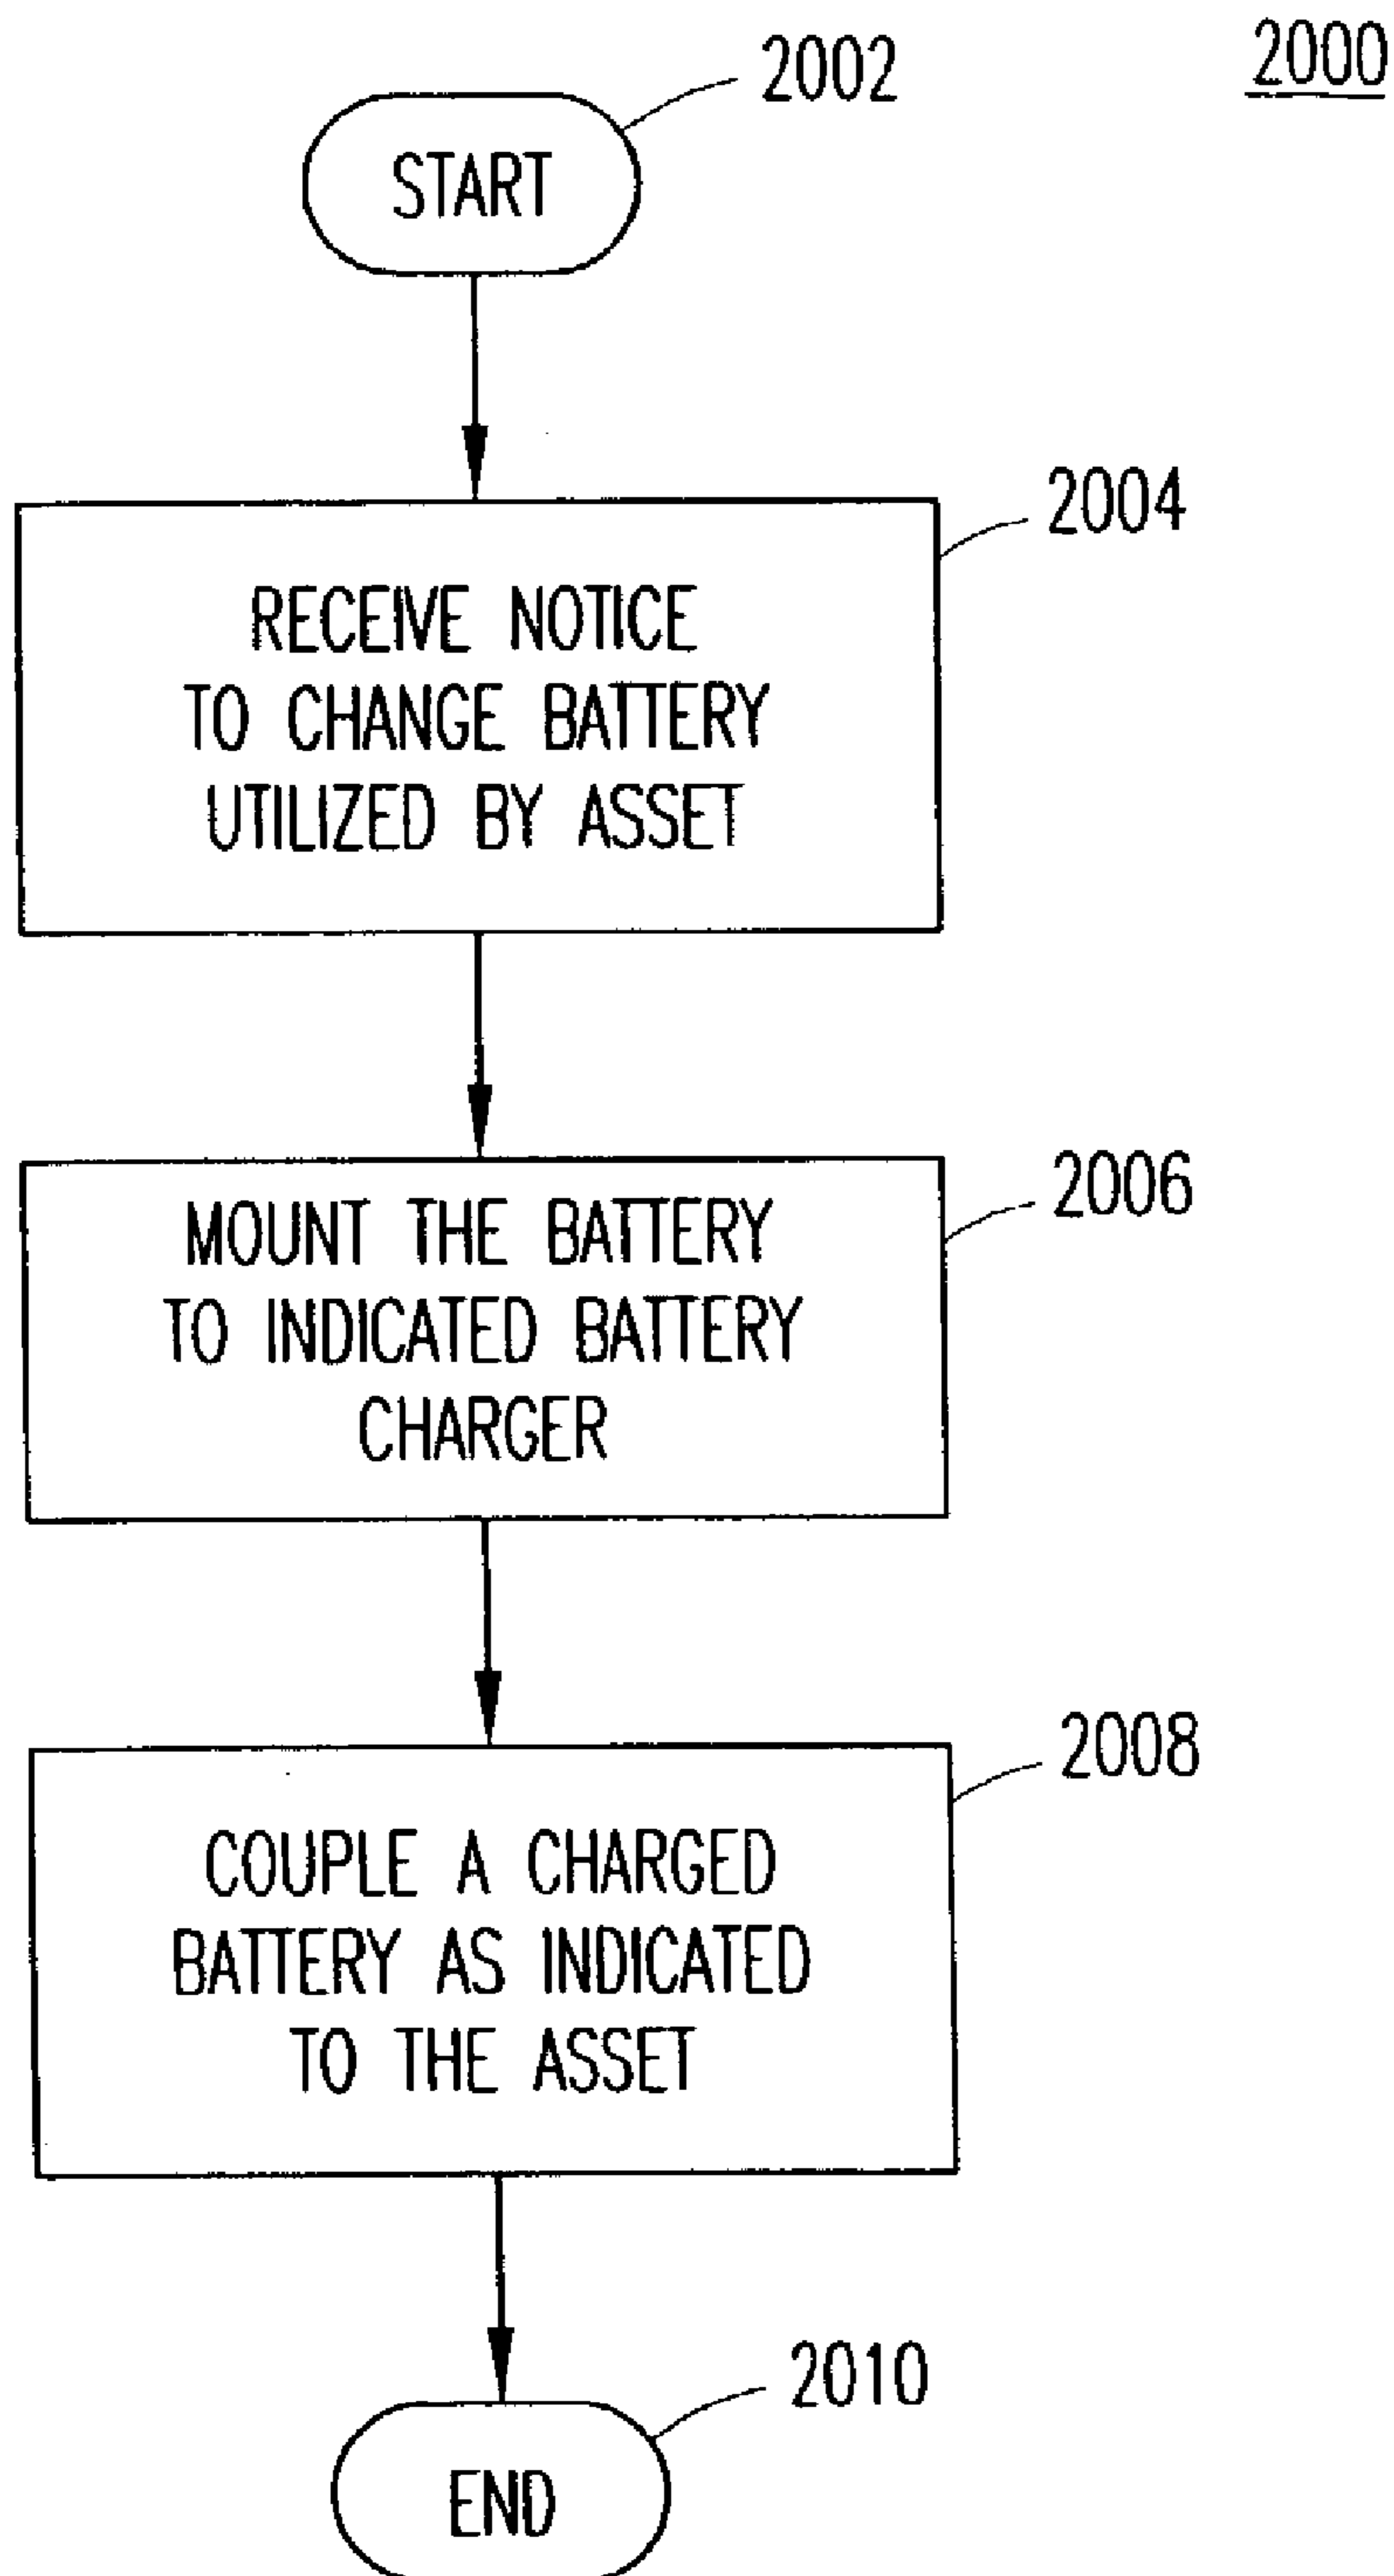 2000
2002
START
2004
RECEIVE NOTICE
TO CHANGE BATTERY
UTILIZED BY ASSET
2006
MOUNT THE BATTERY
TO INDICATED BATTERY
CHARGER
2008
COUPLE A CHARGED
BATTERY AS INDICATED
TO THE ASSET
2010
END